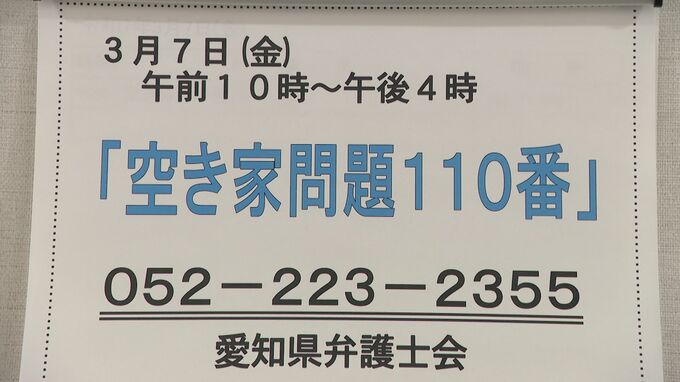 ３月７日(金)
午前１０時～午後４時
「空き家問題110番」
052－223－2355
愛知県弁護士会